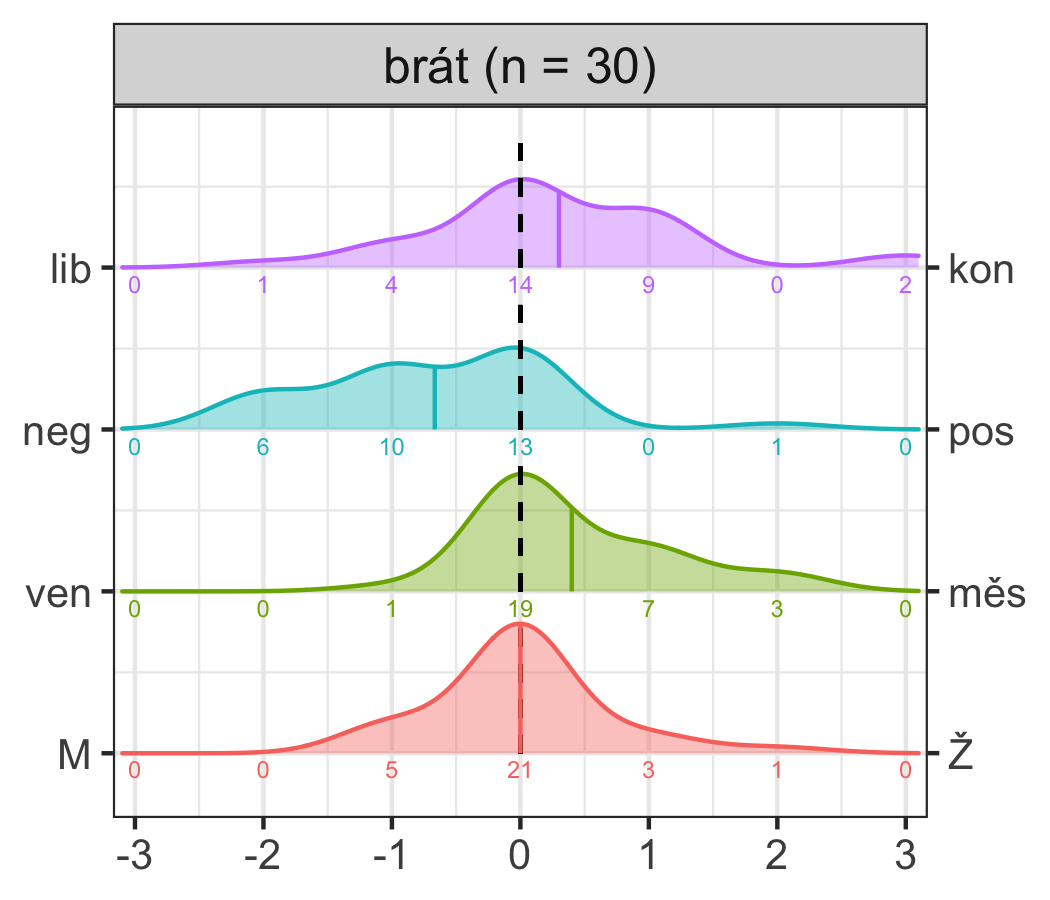 brát (n = 30)
lib kon
0 1 4 14 9 0 2
neg pos
0 6 10 13 0 1 0
ven měs
0 0 1 19 7 3 0
M Ž
0 0 5 21 3 1 0
-3 -2 -1 0 1 2 3